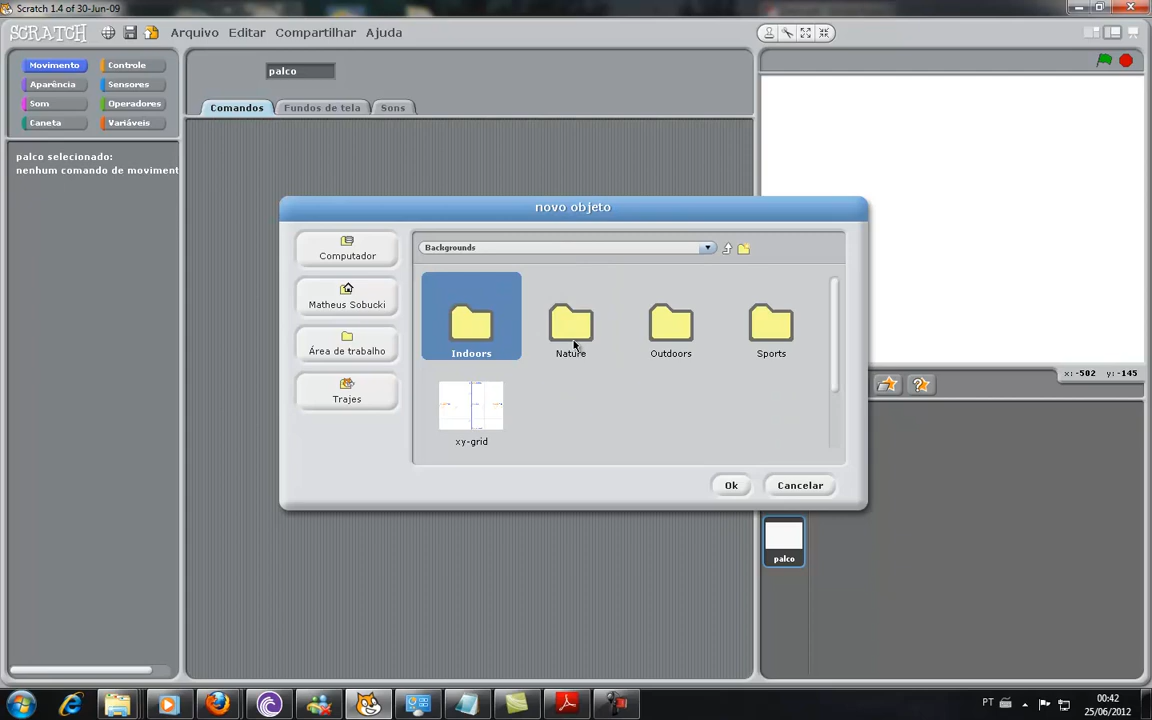 Scratch 1.4 of 30-Jun-09
SCRATCH Arquivo Editar Compartilhar Ajuda
Movimento Controle
Aparência Sensores
Som Operadores
Caneta Variáveis
palco selecionado:
nenhum comando de moviment
palco
Comandos Fundos de tela Sons
novo objeto
Computador
Matheus Sobucki
Área de trabalho
Trajes
Backgrounds
Indoors Nature Outdoors Sports
xy-grid
Ok Cancelar
x: -502 y: -145
palco
PT
00:42
25/06/2012